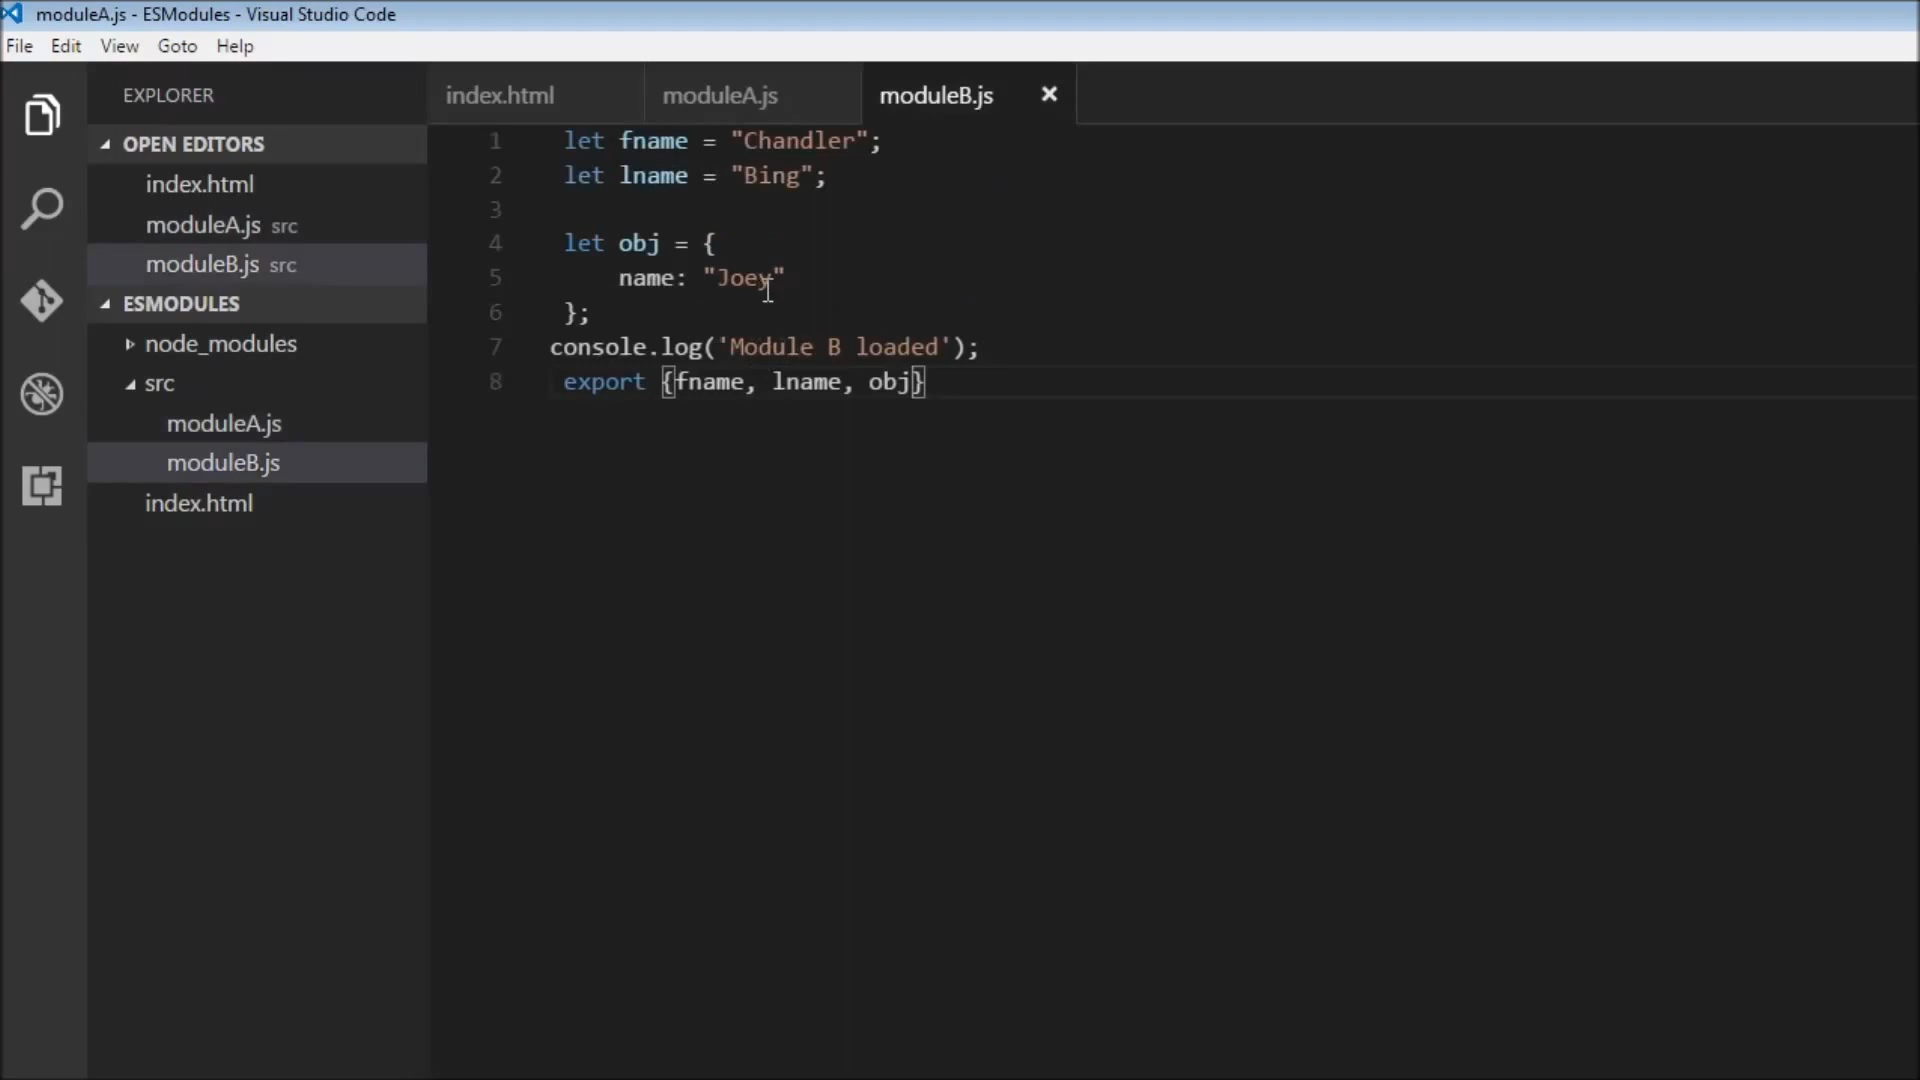 moduleA.js - ESModules - Visual Studio Code
File Edit View Goto Help
EXPLORER
OPEN EDITORS
index.html
moduleA.js src
moduleB.js src
ESMODULES
node_modules
src
moduleA.js
moduleB.js
index.html
index.html moduleA.js moduleB.js
1 let fname = "Chandler";
2 let lname = "Bing";
3
4 let obj = {
5 name: "Joey"
6 };
7 console.log('Module B loaded');
8 export {fname, lname, obj}